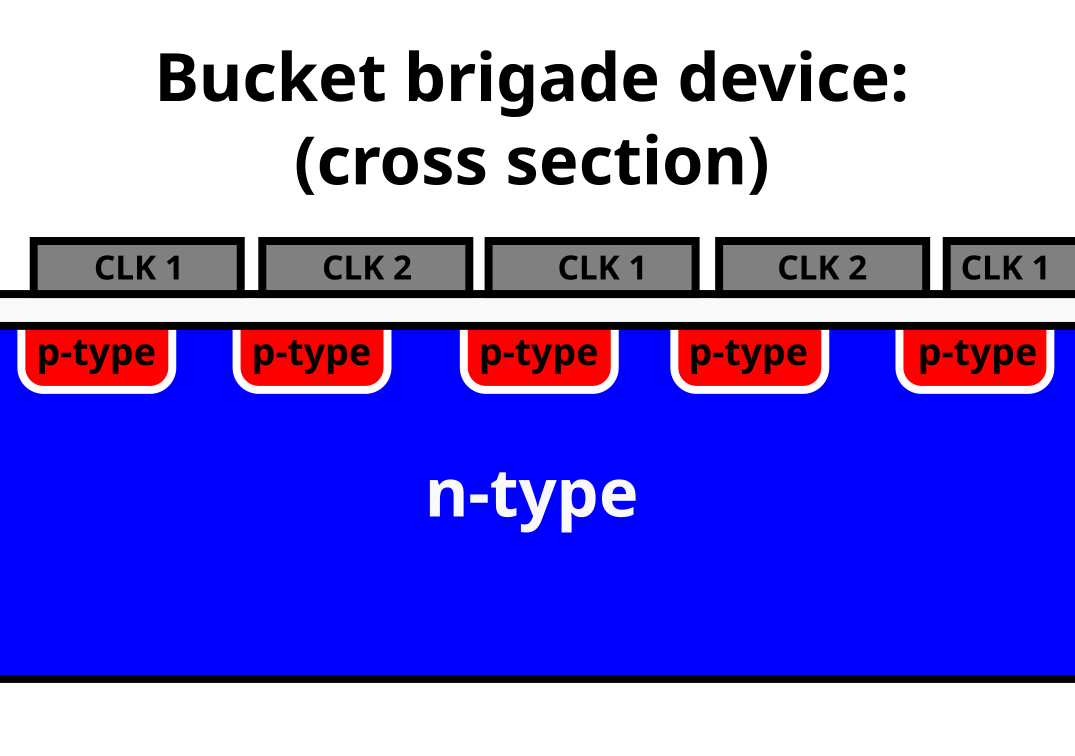 Bucket brigade device:
(cross section)
CLK 1 CLK 2 CLK 1 CLK 2 CLK 1
p-type p-type p-type p-type p-type
n-type